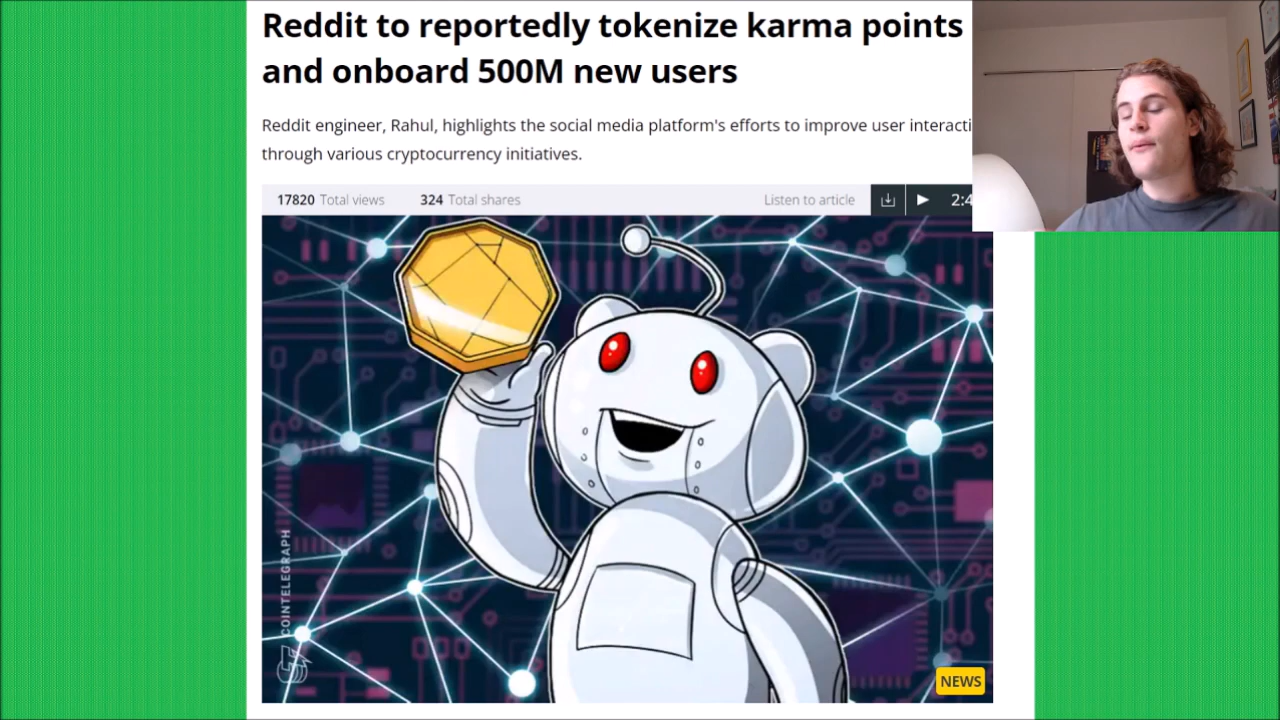 Reddit to reportedly tokenize karma points
and onboard 500M new users
Reddit engineer, Rahul, highlights the social media platform's efforts to improve user interacti
through various cryptocurrency initiatives.
17820 Total views 324 Total shares Listen to article 2:4
COINTELEGRAPH
NEWS